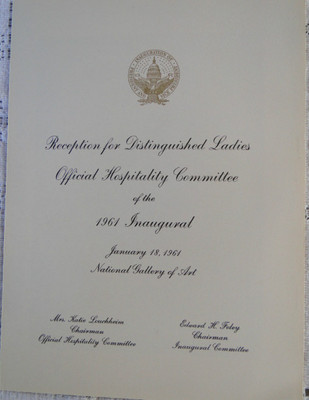 Reception for Distinguished Ladies
Official Hospitality Committee
of the
1961 Inaugural
January 18, 1961
National Gallery of Art
Mrs. Katie Louchheim
Chairman
Official Hospitality Committee
Edward H. Foley
Chairman
Inaugural Committee